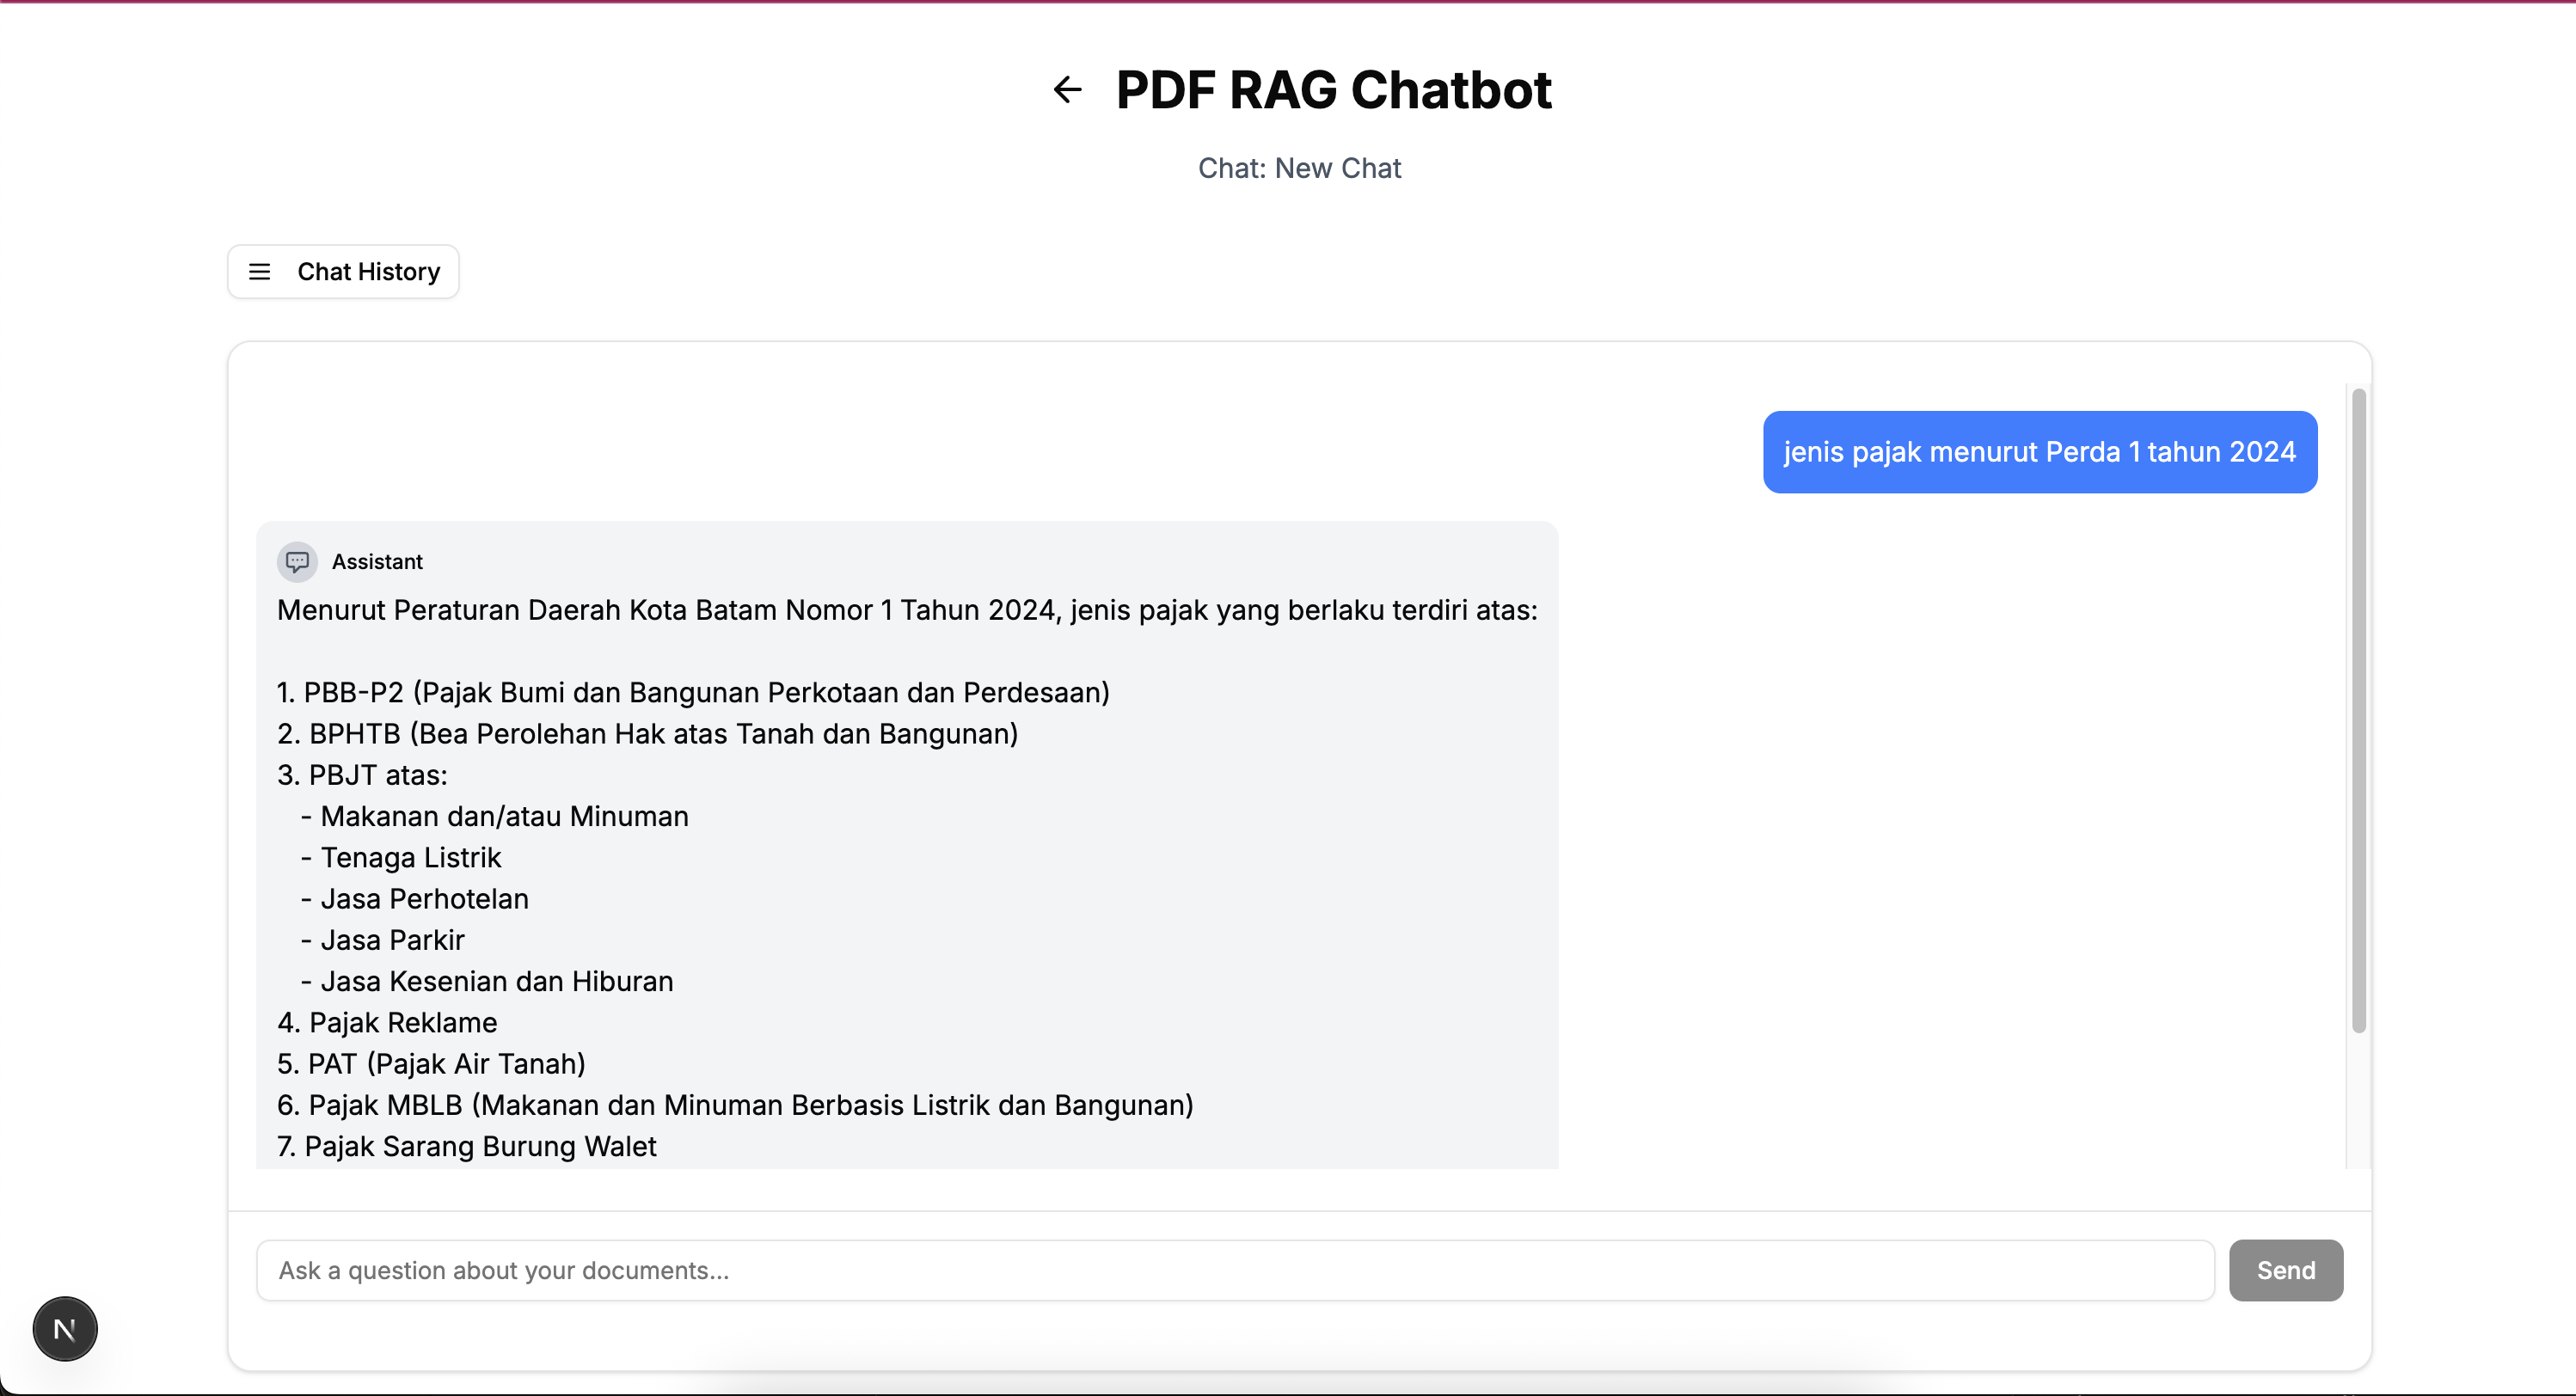 PDF RAG Chatbot
Chat: New Chat
Chat History
jenis pajak menurut Perda 1 tahun 2024
Assistant
Menurut Peraturan Daerah Kota Batam Nomor 1 Tahun 2024, jenis pajak yang berlaku terdiri atas:
1. PBB-P2 (Pajak Bumi dan Bangunan Perkotaan dan Perdesaan)
2. BPHTB (Bea Perolehan Hak atas Tanah dan Bangunan)
3. PBJT atas:
- Makanan dan/atau Minuman
- Tenaga Listrik
- Jasa Perhotelan
- Jasa Parkir
- Jasa Kesenian dan Hiburan
4. Pajak Reklame
5. PAT (Pajak Air Tanah)
6. Pajak MBLB (Makanan dan Minuman Berbasis Listrik dan Bangunan)
7. Pajak Sarang Burung Walet
Ask a question about your documents...
Send
N